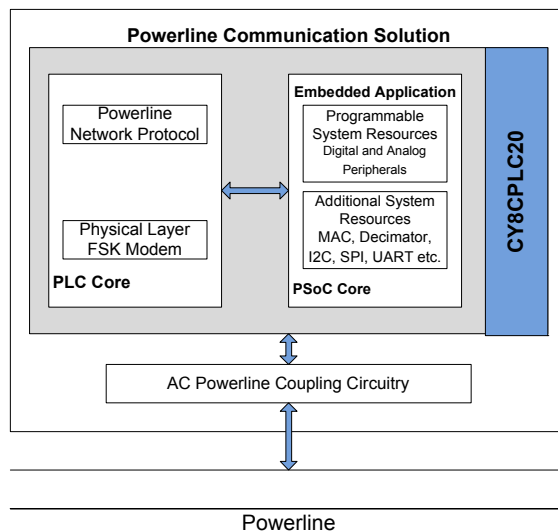 Powerline Communication Solution
Powerline
Network Protocol
Physical Layer
FSK Modem
PLC Core
Embedded Application
Programmable
System Resources
Digital and Analog
Peripherals
Additional System
Resources
MAC, Decimator,
I2C, SPI, UART etc.
PSoC Core
CY8CPLC20
AC Powerline Coupling Circuitry
Powerline